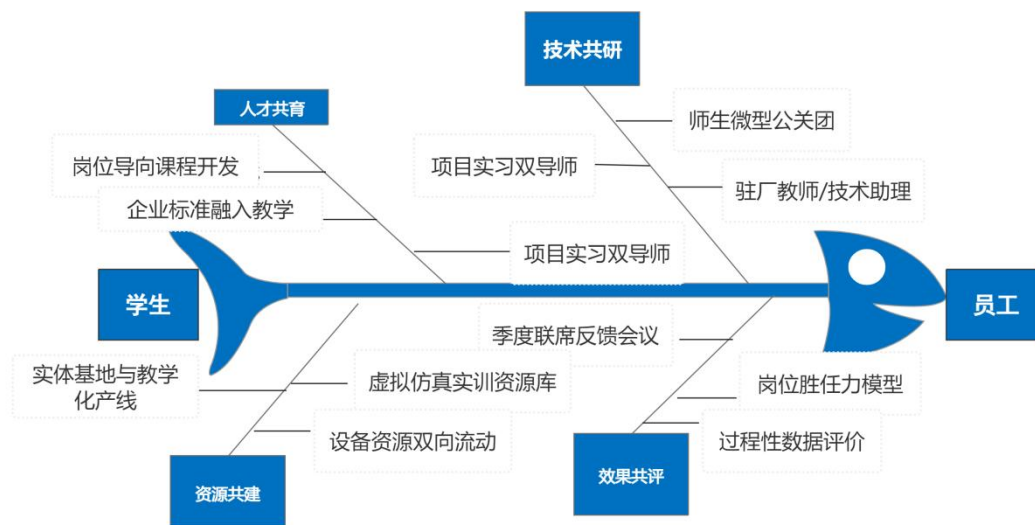 技术共研
人才共育
师生微型公关团
岗位导向课程开发
项目实习双导师
驻厂教师/技术助理
企业标准融入教学
项目实习双导师
学生
员工
季度联席反馈会议
实体基地与教学
化产线
虚拟仿真实训资源库
岗位胜任力模型
设备资源双向流动
过程性数据评价
资源共建
效果共评